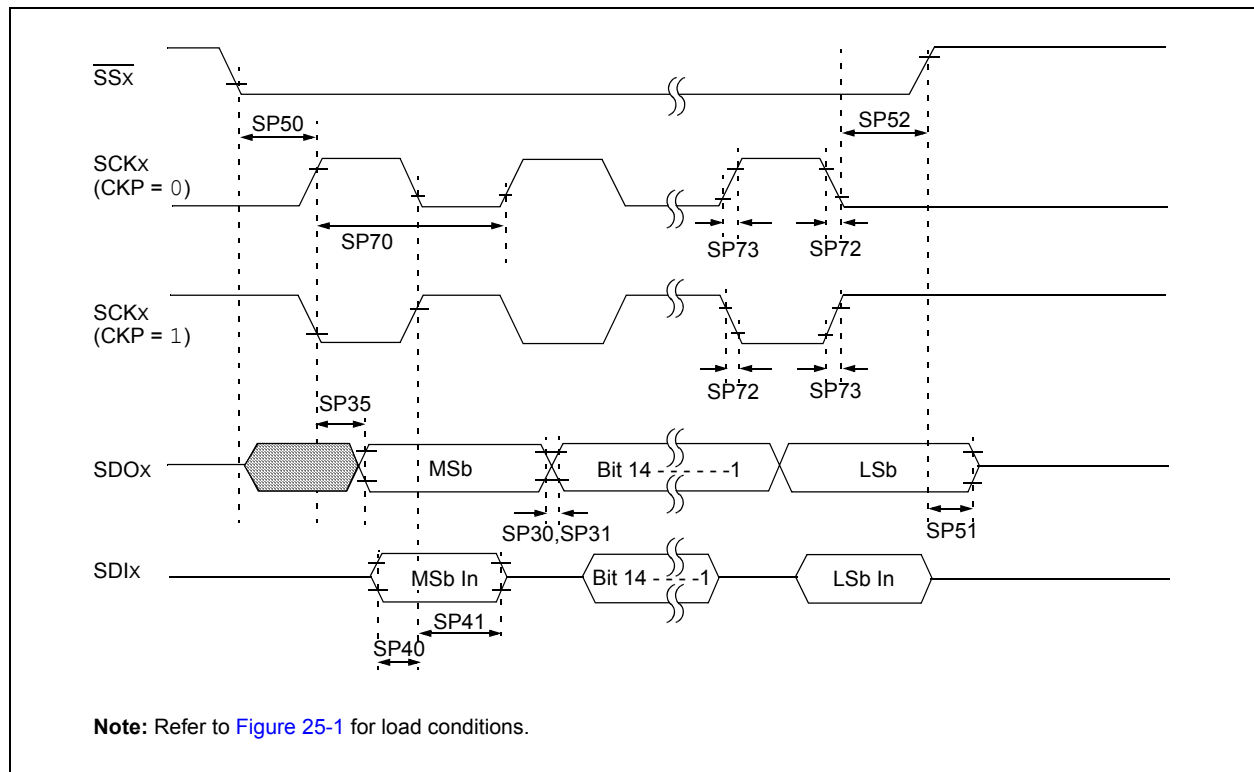 SSx
SP50
SP52
SCKx
(CKP = 0)
SP70
SP73
SP72
SCKx
(CKP = 1)
SP72
SP73
SP35
SDOx
MSb
Bit 14 - - - - - -1
LSb
SP30,SP31
SP51
SDIx
MSb In
Bit 14 - - - -1
LSb In
SP41
SP40
Note: Refer to Figure 25-1 for load conditions.